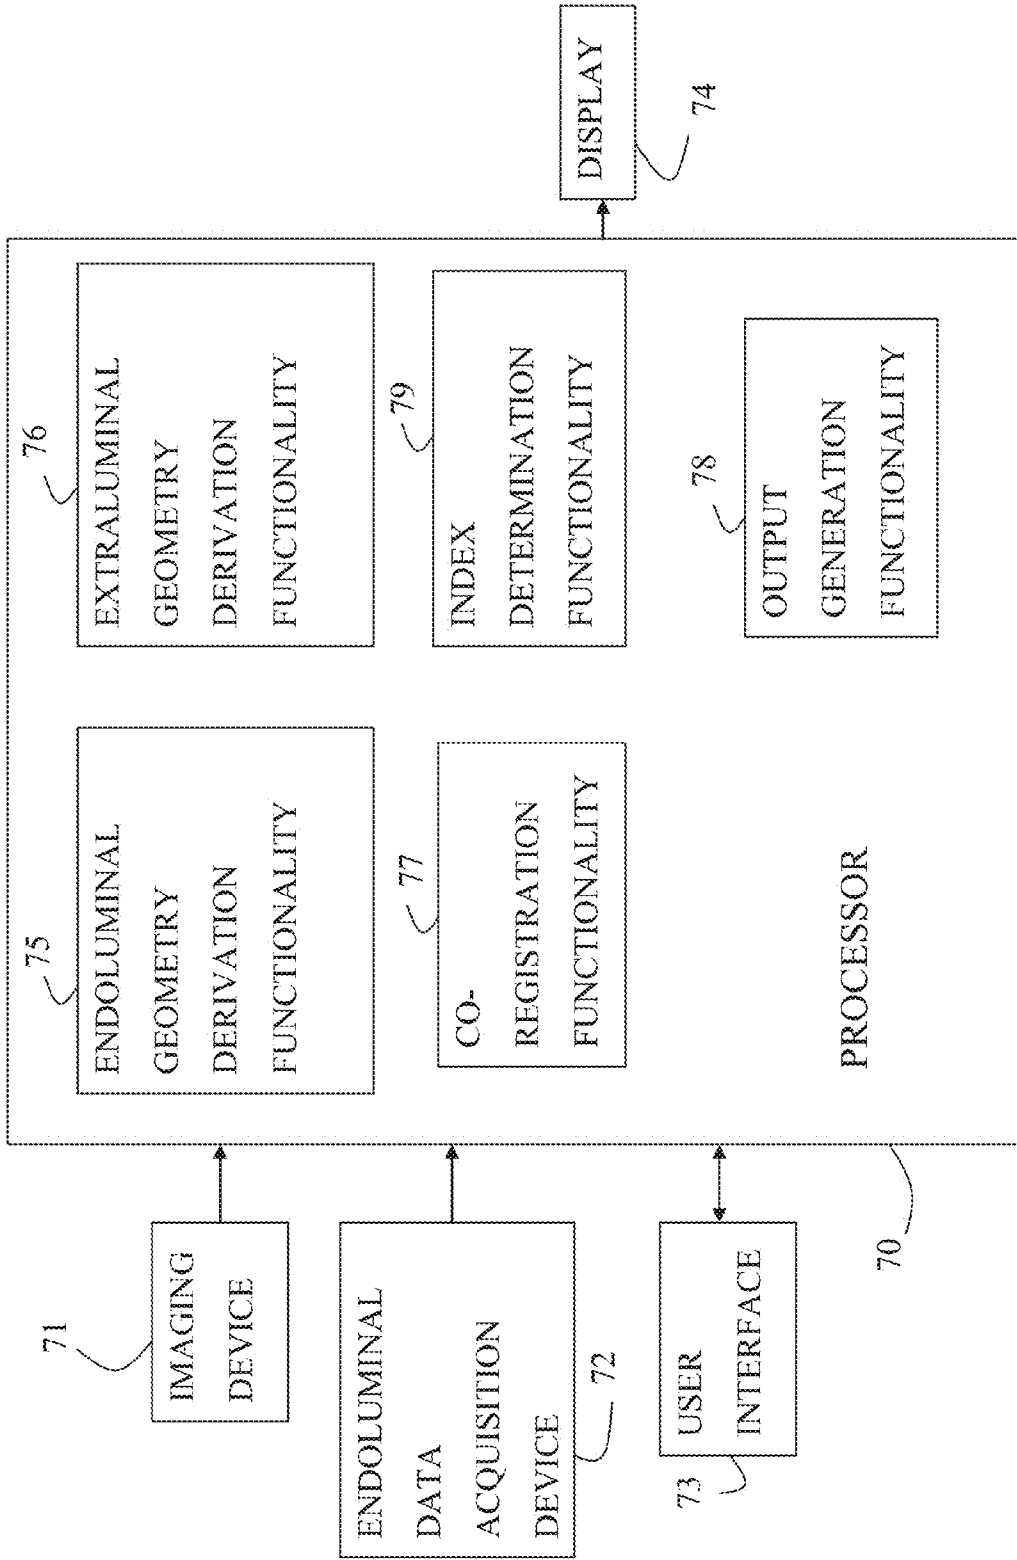 71
IMAGING
DEVICE
ENDOLUMINAL
DATA
ACQUISITION
DEVICE
72
USER
INTERFACE
73
70
75
ENDOLUMINAL
GEOMETRY
DERIVATION
FUNCTIONALITY
76
EXTRALUMINAL
GEOMETRY
DERIVATION
FUNCTIONALITY
77
CO-
REGISTRATION
FUNCTIONALITY
79
INDEX
DETERMINATION
FUNCTIONALITY
78
OUTPUT
GENERATION
FUNCTIONALITY
PROCESSOR
DISPLAY
74